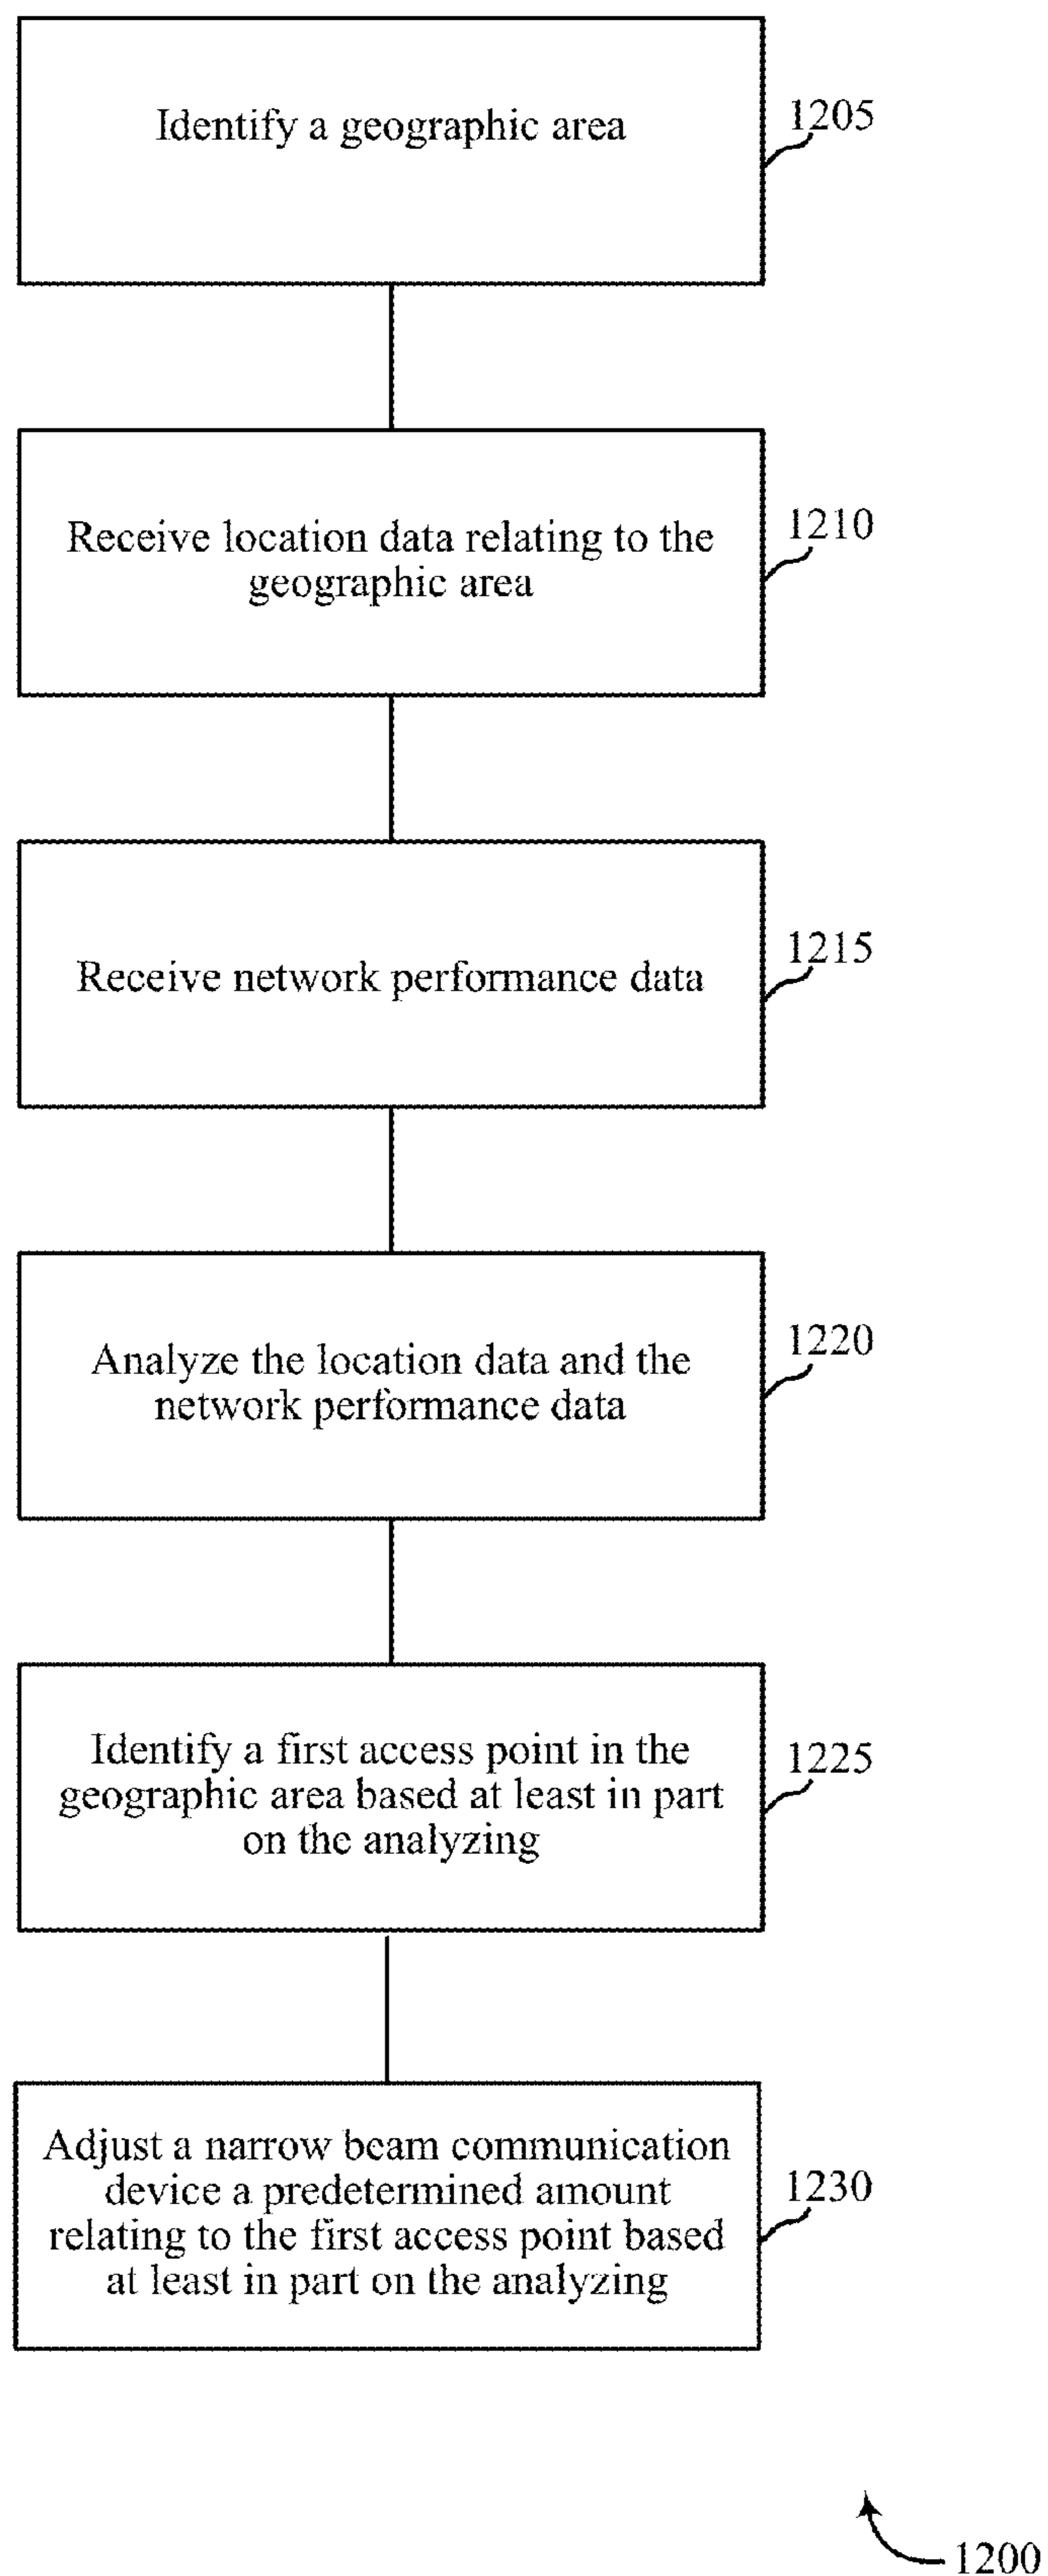 Identify a geographic area
1205
Receive location data relating to the
geographic area
1210
Receive network performance data
1215
Analyze the location data and the
network performance data
1220
Identify a first access point in the
geographic area based at least in part
on the analyzing
1225
Adjust a narrow beam communication
device a predetermined amount
relating to the first access point based
at least in part on the analyzing
1230
1200